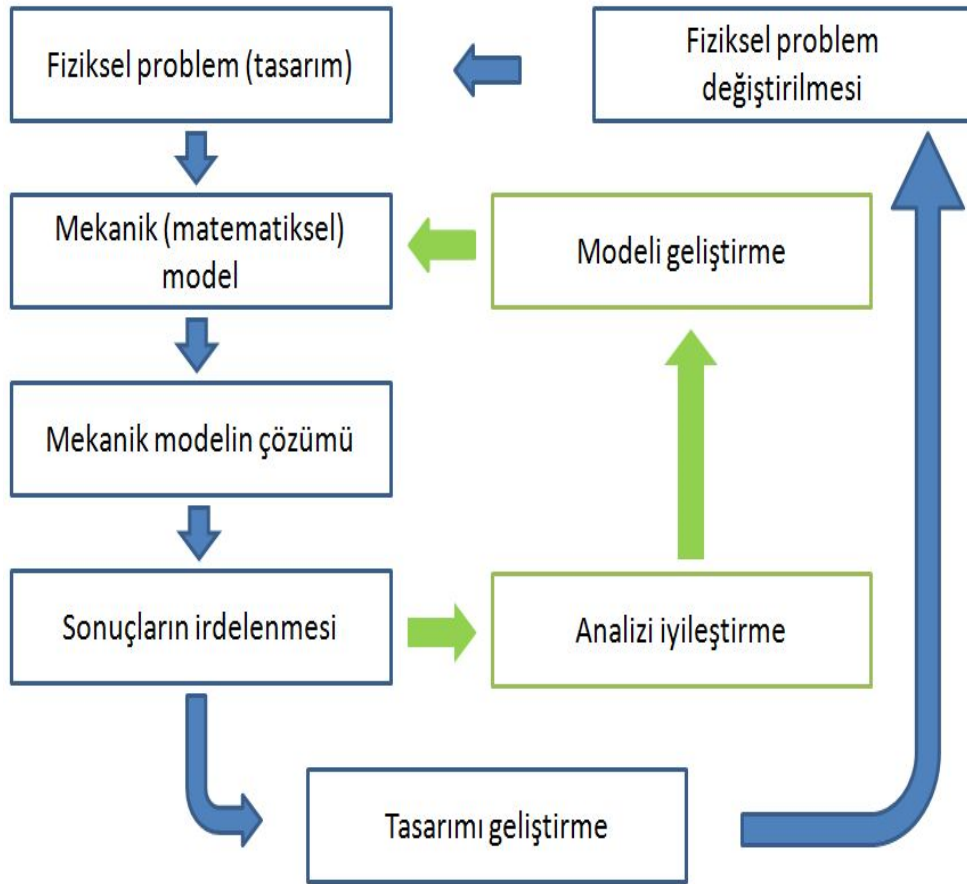 Fiziksel problem (tasarım)
Fiziksel problem
değiştirilmesi
Mekanik (matematiksel)
model
Modeli geliştirme
Mekanik modelin çözümü
Sonuçların irdelenmesi
Analizi iyileştirme
Tasarımı geliştirme